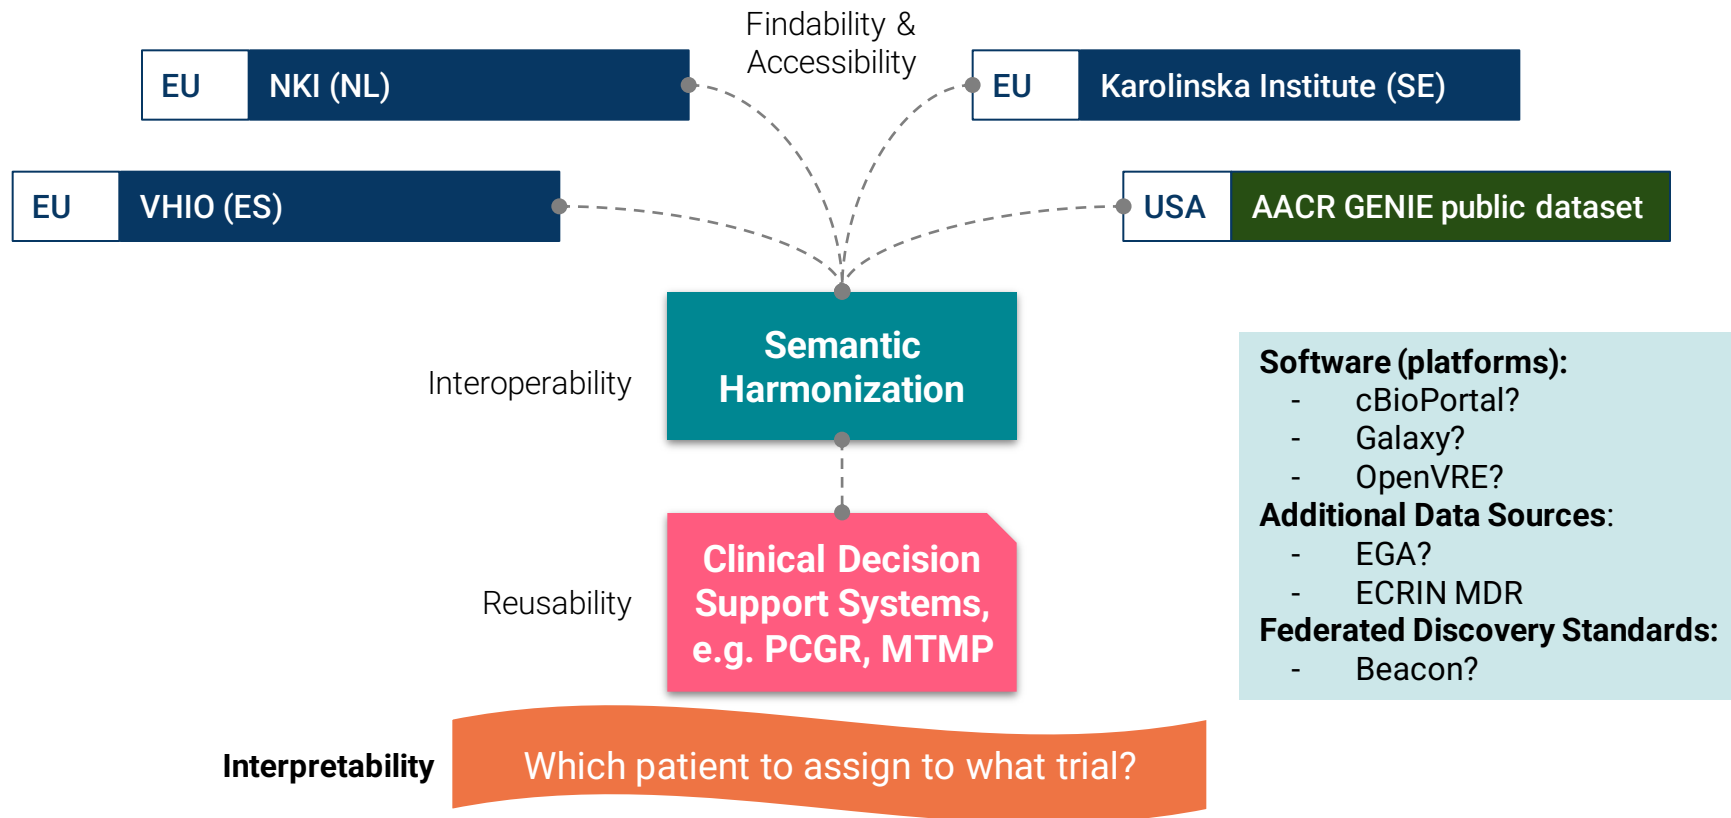 Findability &
Accessibility
EU NKI (NL)
EU Karolinska Institute (SE)
EU VHIO (ES)
USA AACR GENIE public dataset
Semantic
Harmonization
Interoperability
Software (platforms):
- cBioPortal?
- Galaxy?
- OpenVRE?
Additional Data Sources:
- EGA?
- ECRIN MDR
Federated Discovery Standards:
- Beacon?
Reusability
Clinical Decision
Support Systems,
e.g. PCGR, MTMP
Interpretability
Which patient to assign to what trial?